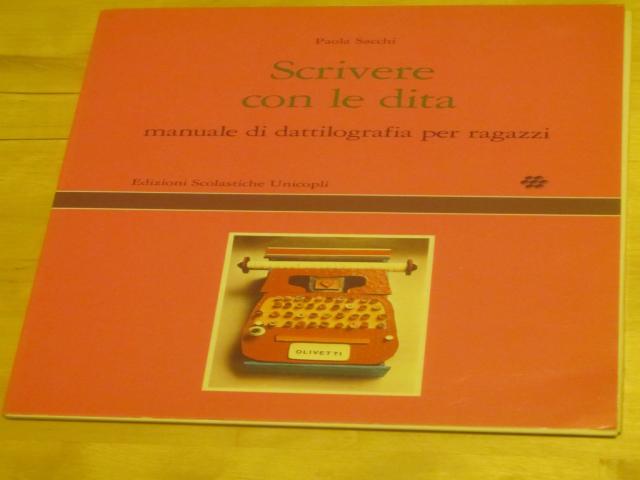 Paola Sacchi
Scrivere
con le dita
manuale di dattilografia per ragazzi
Edizioni Scolastiche Unicopli
OLIVETTI